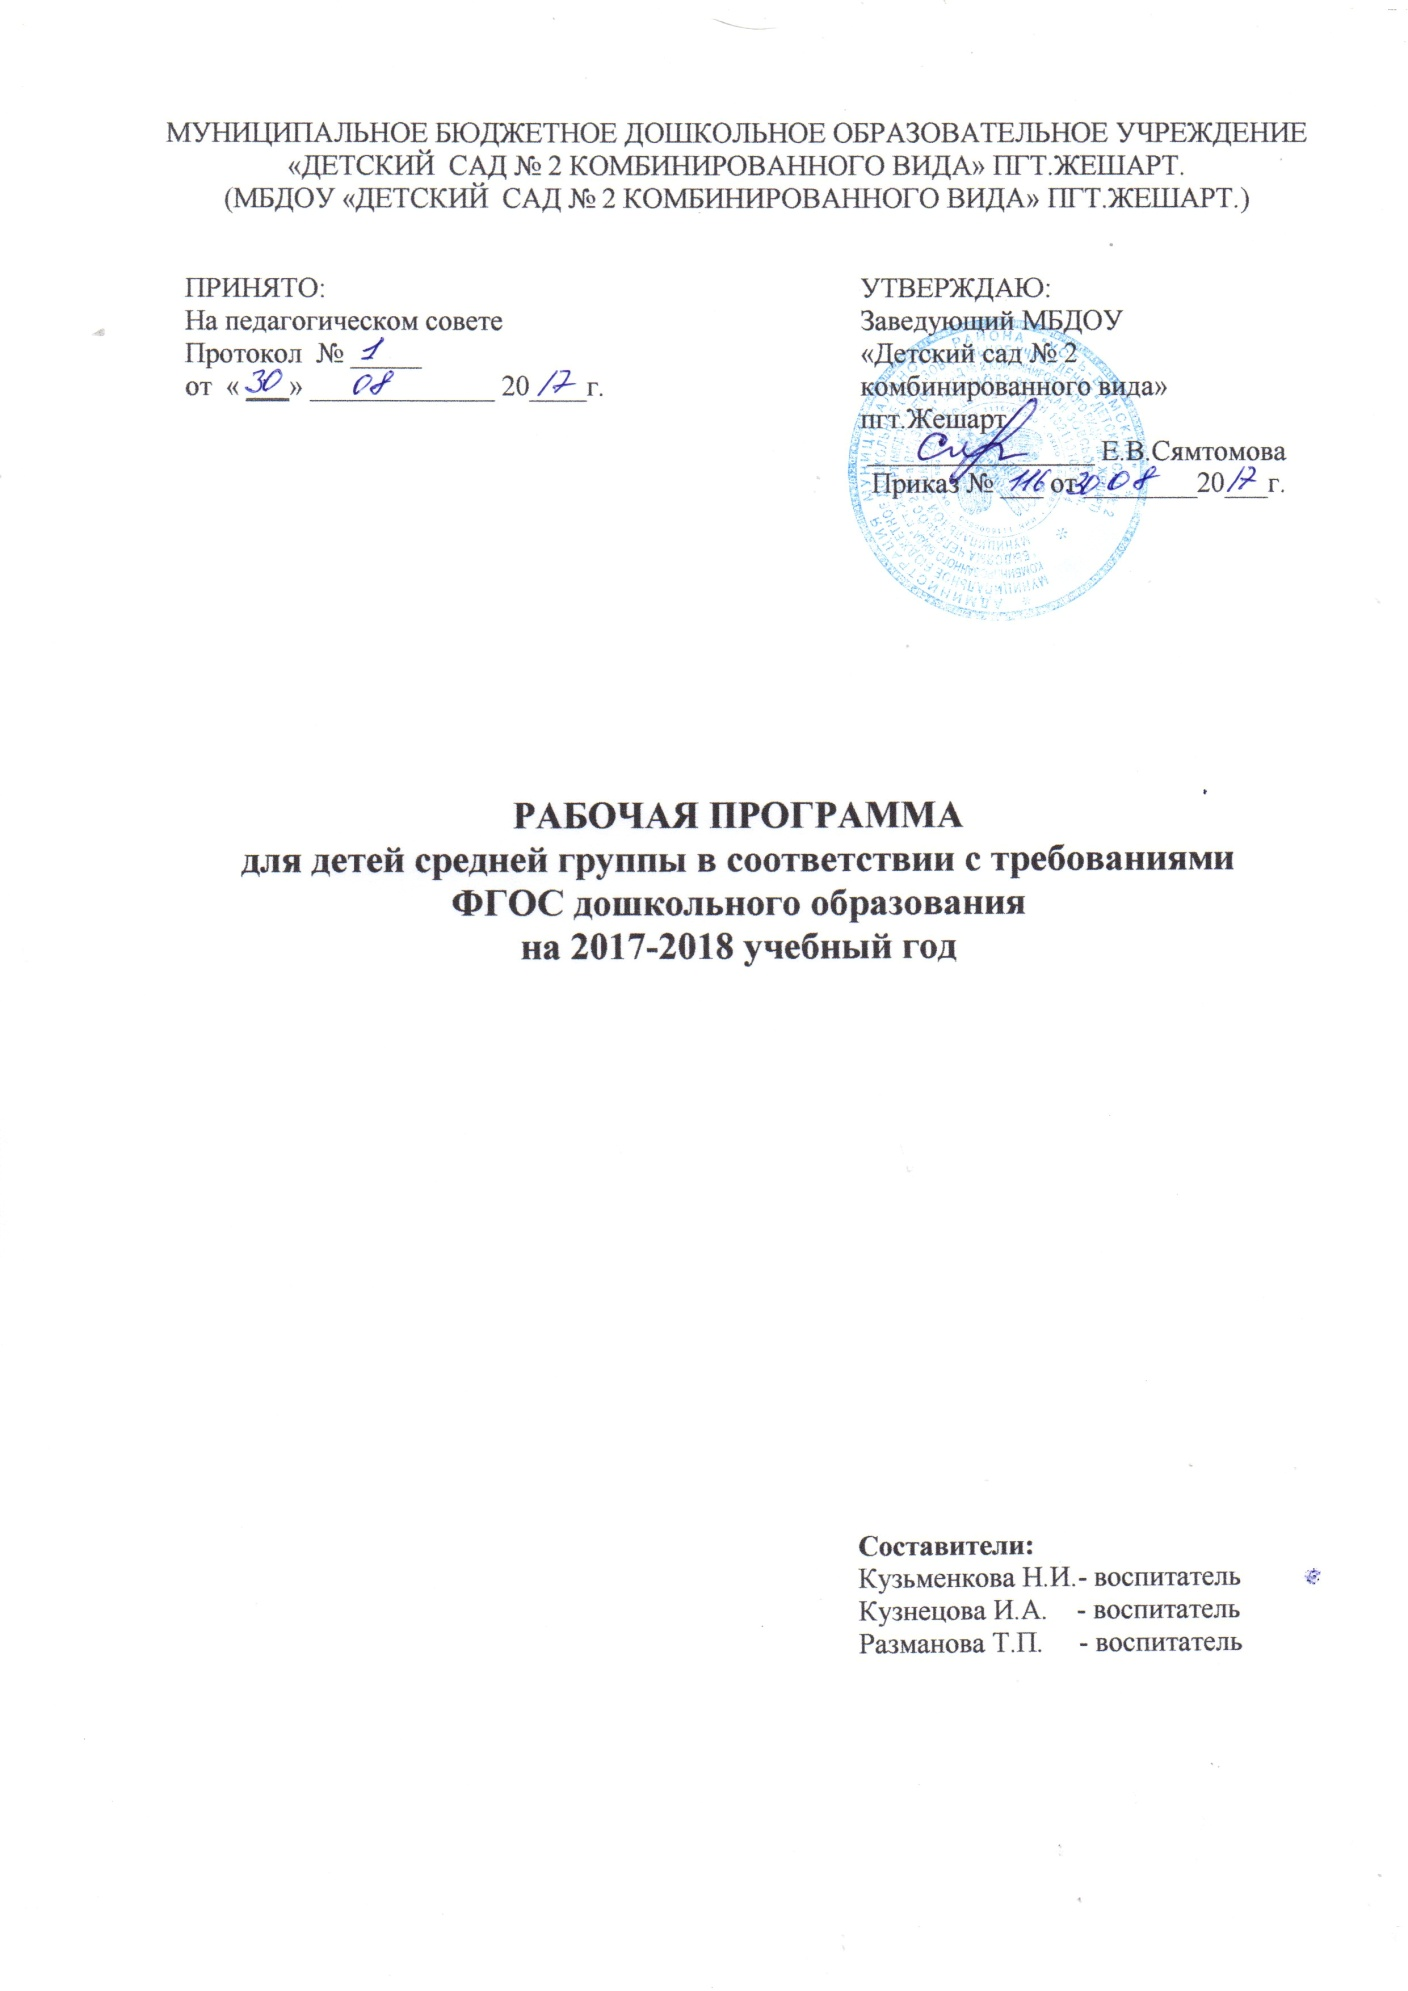 МУНИЦИПАЛЬНОЕ БЮДЖЕТНОЕ ДОШКОЛЬНОЕ ОБРАЗОВАТЕЛЬНОЕ УЧРЕЖДЕНИЕ
«ДЕТСКИЙ САД № 2 КОМБИНИРОВАННОГО ВИДА» ПГТ.ЖЕШАРТ.
(МБДОУ «ДЕТСКИЙ САД № 2 КОМБИНИРОВАННОГО ВИДА» ПГТ.ЖЕШАРТ.)
ПРИНЯТО:
На педагогическом совете
Протокол № 1
от «30» 08 2017 г.
УТВЕРЖДАЮ:
Заведующий МБДОУ
«Детский сад № 2
комбинированного вида»
пгт.Жешарт
Е.В.Сямтомова
Приказ № 116 от 30 08 2017 г.
РАБОЧАЯ ПРОГРАММА
для детей средней группы в соответствии с требованиями
ФГОС дошкольного образования
на 2017-2018 учебный год
Составители:
Кузьменкова Н.И.- воспитатель
Кузнецова И.А. - воспитатель
Разманова Т.П. - воспитатель